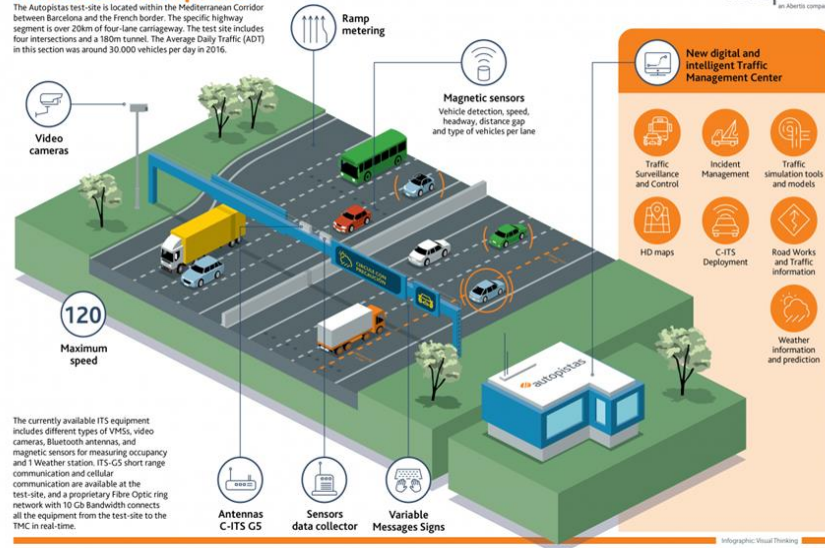 The Autopistas test-site is located within the Mediterranean Corridor
between Barcelona and the French border. The specific highway
segment is over 20km of four-lane carriageway. The test site includes
four intersections and a 180m tunnel. The Average Daily Traffic (ADT)
in this section was around 30.000 vehicles per day in 2016.
an Abertis compa
Ramp
metering
Video
cameras
Magnetic sensors
Vehicle detection, speed,
headway, distance gap
and type of vehicles per lane
New digital and
intelligent Traffic
Management Center
Traffic
Surveillance
and Control
Incident
Management
Traffic
simulation tools
and models
HD maps
C-ITS
Deployment
Road Works
and Traffic
information
Weather
information
and prediction
CIRCULE CON
PRECAUCIÓN
120
Maximum
speed
autopistas
The currently available ITS equipment
includes different types of VMSs, video
cameras, Bluetooth antennas, and
magnetic sensors for measuring occupancy
and 1 Weather station. ITS-G5 short range
communication and cellular
communication are available at the
test-site, and a proprietary Fibre Optic ring
network with 10 Gb Bandwidth connects
all the equipment from the test-site to the
TMC in real-time.
Antennas
C-ITS G5
Sensors
data collector
Variable
Messages Signs
Infographic: Visual Thinking